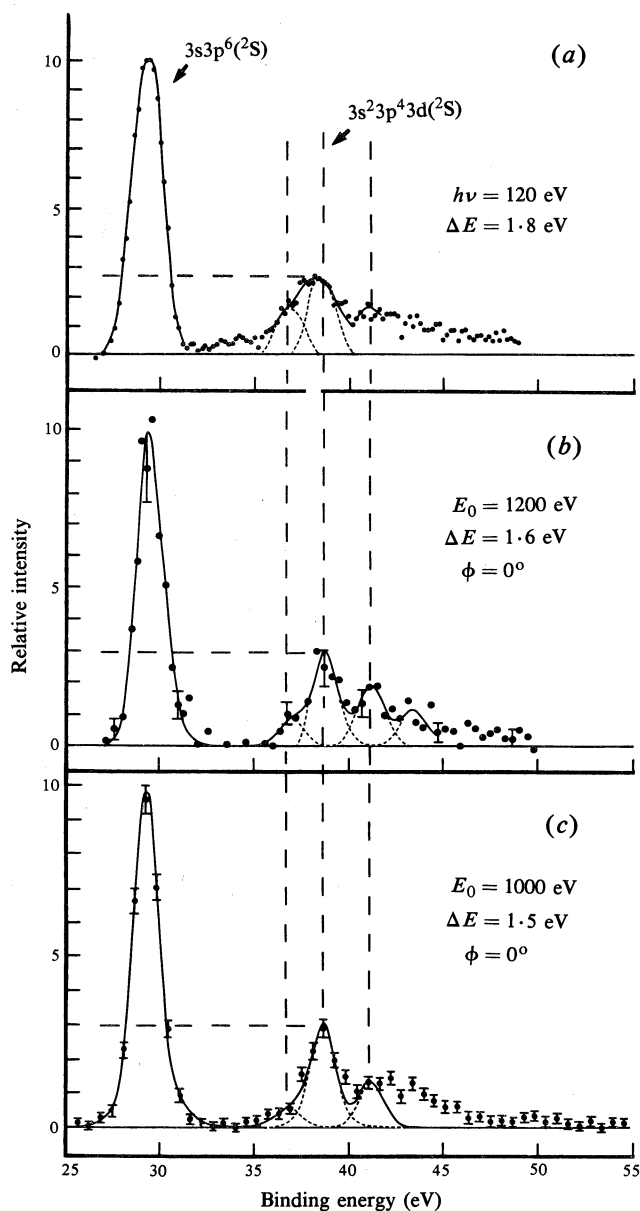 3s3p⁶(²S)
(a)
3s²3p⁴3d(²S)
hν = 120 eV
ΔE = 1·8 eV
10
5
0
(b)
E₀ = 1200 eV
ΔE = 1·6 eV
ϕ = 0°
10
5
0
Relative intensity
(c)
E₀ = 1000 eV
ΔE = 1·5 eV
ϕ = 0°
10
5
0
25 30 35 40 45 50 55
Binding energy (eV)